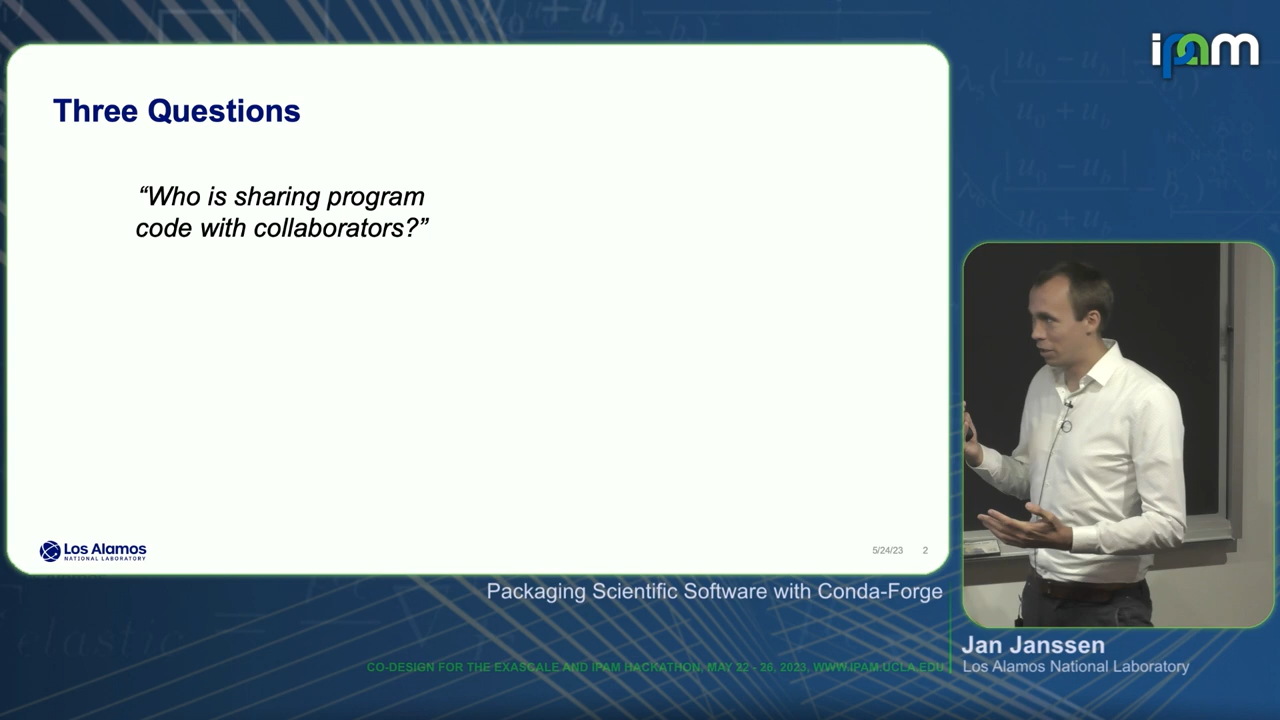 ipam
Three Questions
“Who is sharing program
code with collaborators?”
Los Alamos
NATIONAL LABORATORY
5/24/23 2
Packaging Scientific Software with Conda-Forge
Jan Janssen
Los Alamos National Laboratory
CO-DESIGN FOR THE EXASCALE AND IPAM HACKATHON, MAY 22 - 26, 2023, WWW.IPAM.UCLA.EDU
elastic